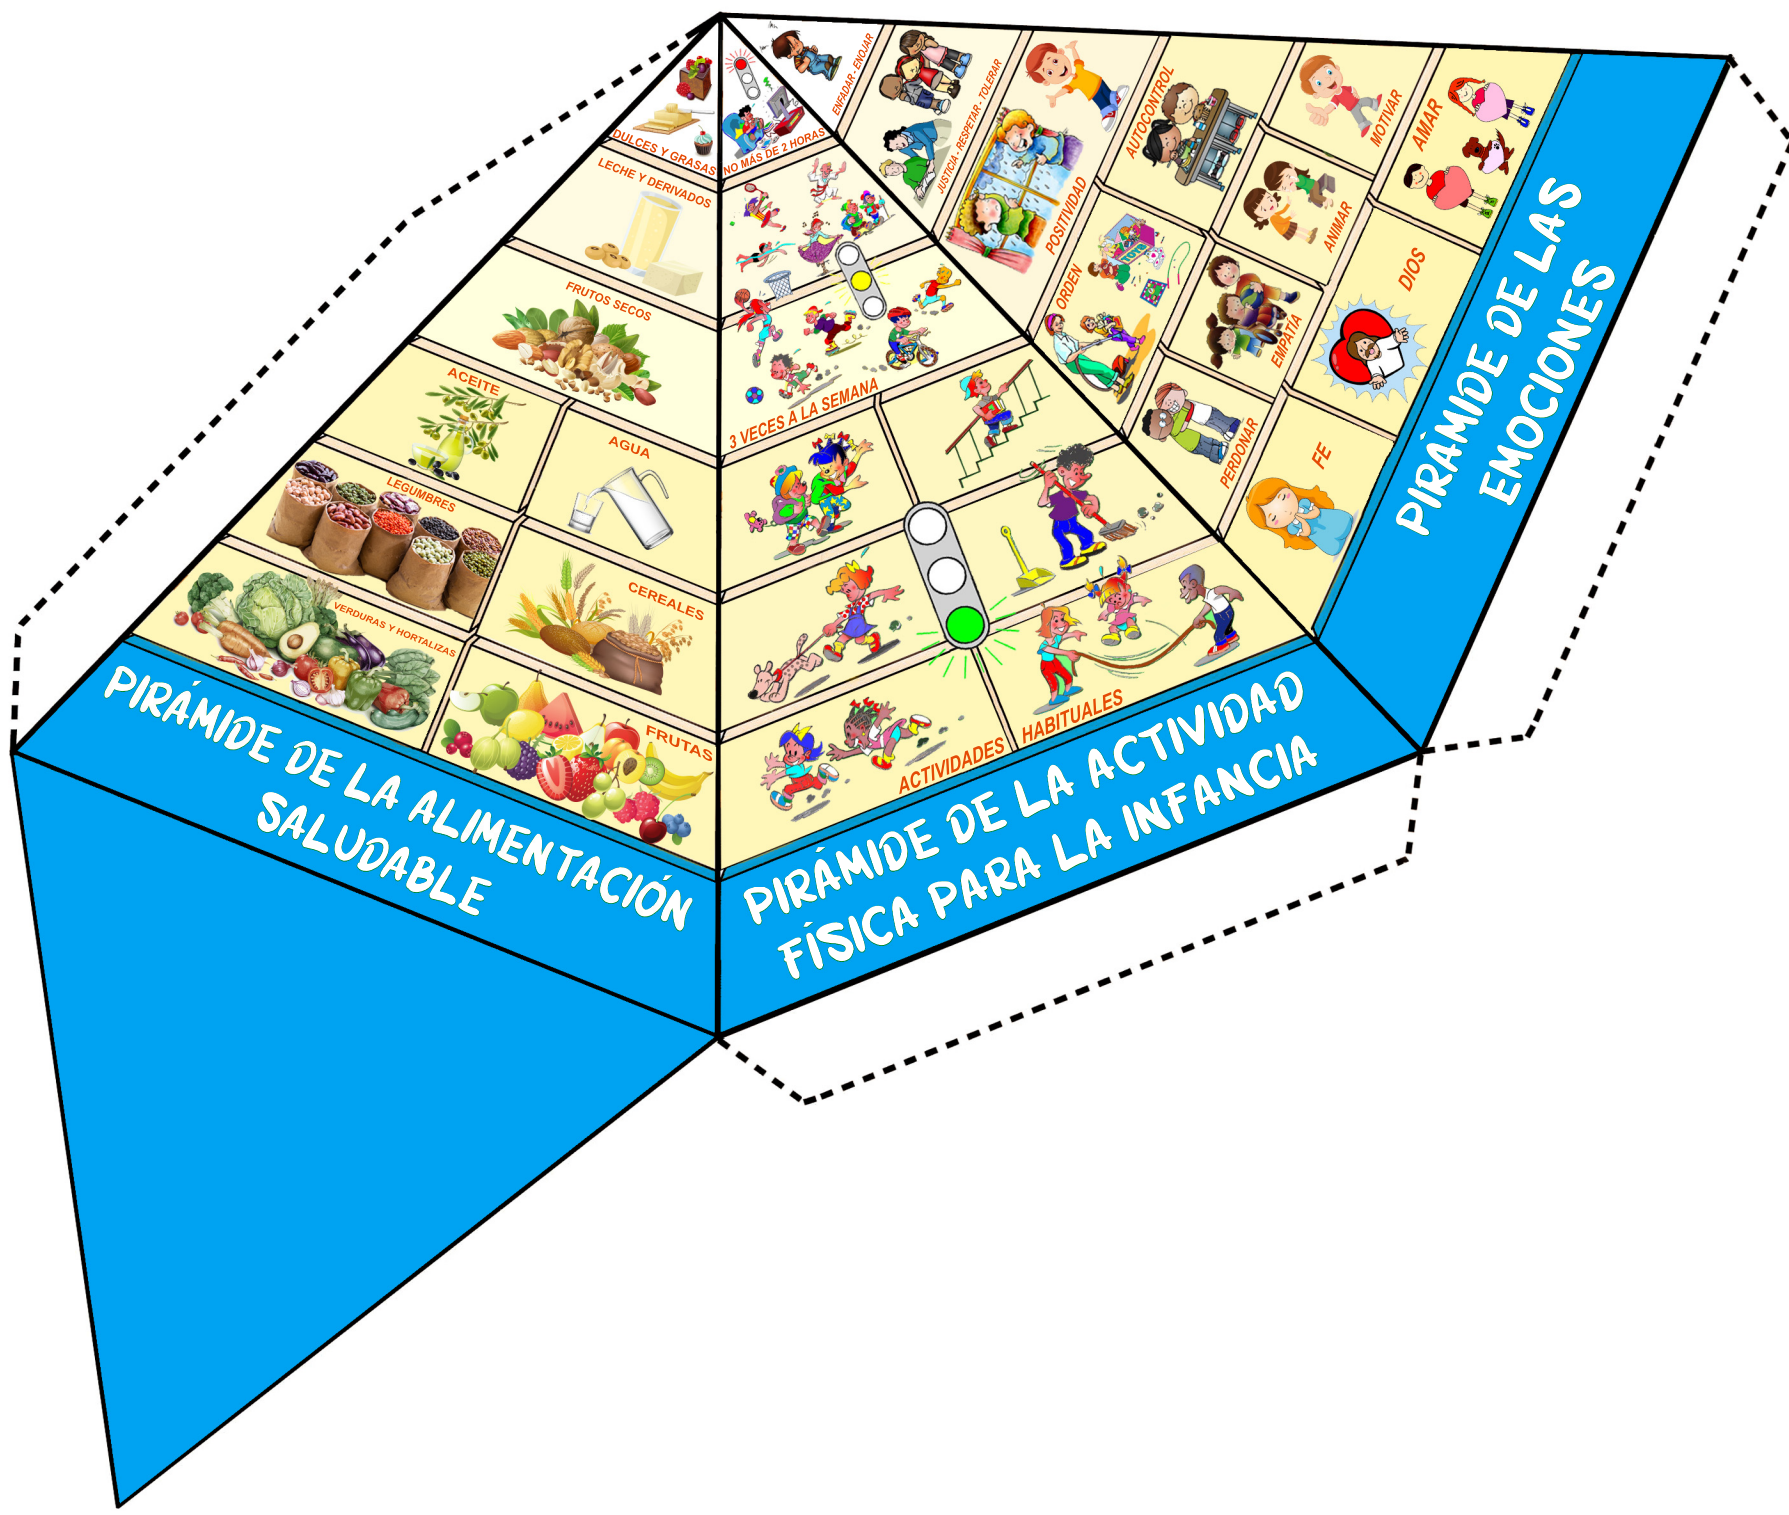 DULCES Y GRASAS
LECHE Y DERIVADOS
FRUTOS SECOS
ACEITE
AGUA
LEGUMBRES
CEREALES
VERDURAS Y HORTALIZAS
FRUTAS
PIRÁMIDE DE LA ALIMENTACIÓN
SALUDABLE
NO MÁS DE 2 HORAS
3 VECES A LA SEMANA
ACTIVIDADES HABITUALES
PIRÁMIDE DE LA ACTIVIDAD
FÍSICA PARA LA INFANCIA
ENFADAR - ENOJAR
JUSTICIA - RESPETAR - TOLERAR
POSITIVIDAD
AUTOCONTROL
ORDEN
MOTIVAR
ANIMAR
EMPATÍA
PERDONAR
AMAR
DIOS
FE
PIRÁMIDE DE LAS
EMOCIONES